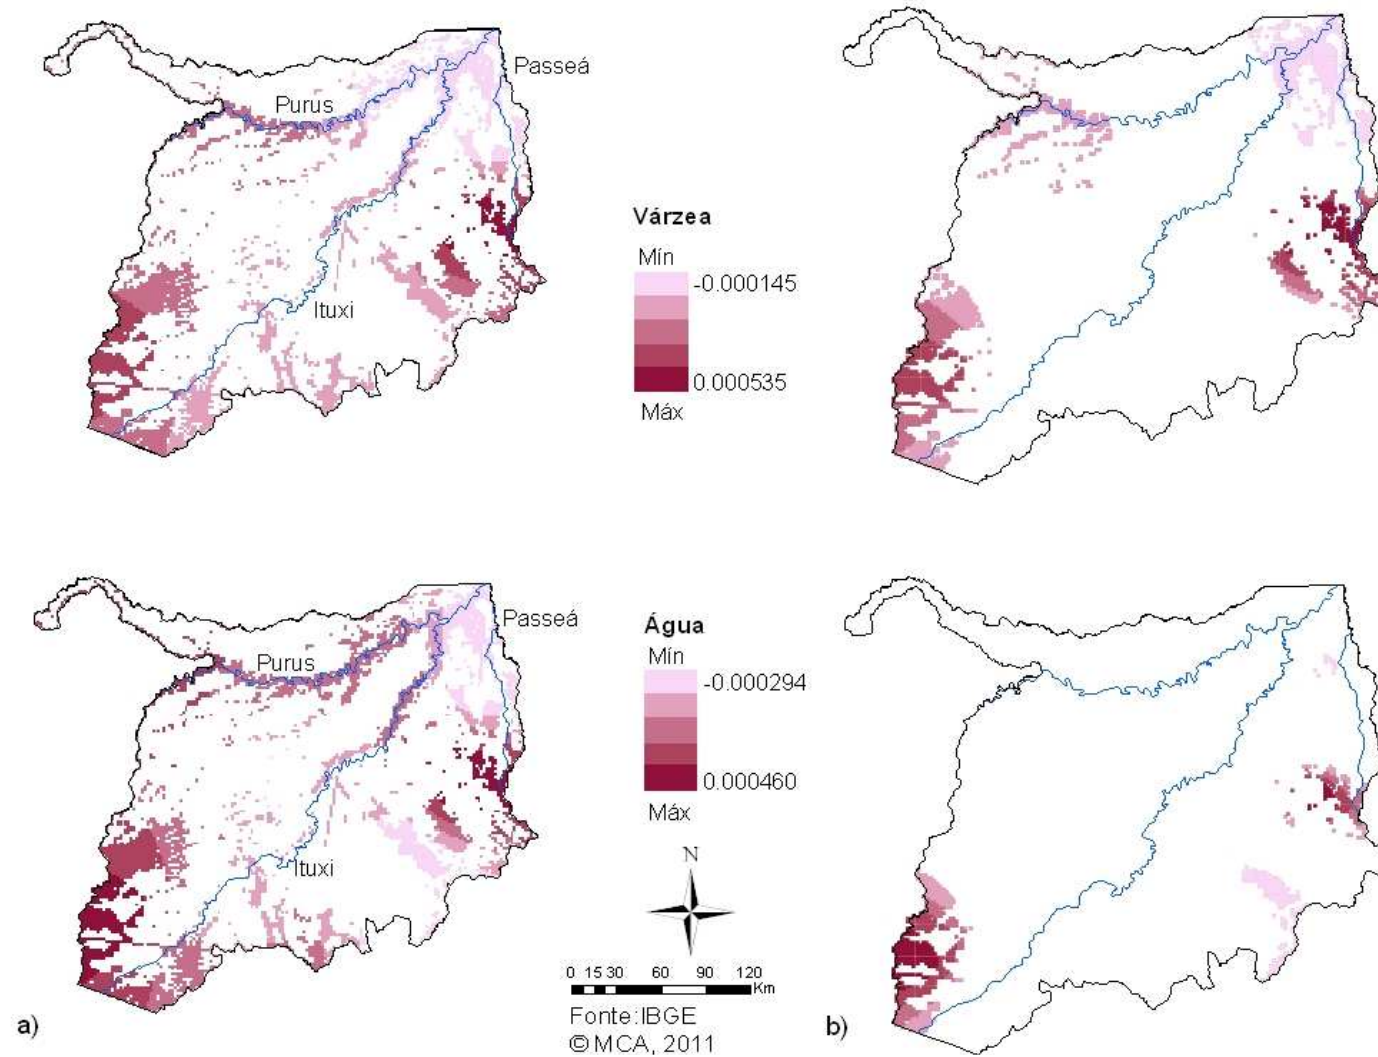 Passeá
Purus
Ituxi
Várzea
Mín
-0.000145
0.000535
Máx
Passeá
Purus
Ituxi
Água
Mín
-0.000294
0.000460
Máx
N
0 15 30 60 90 120
Km
Fonte:IBGE
©MCA, 2011
a)
b)